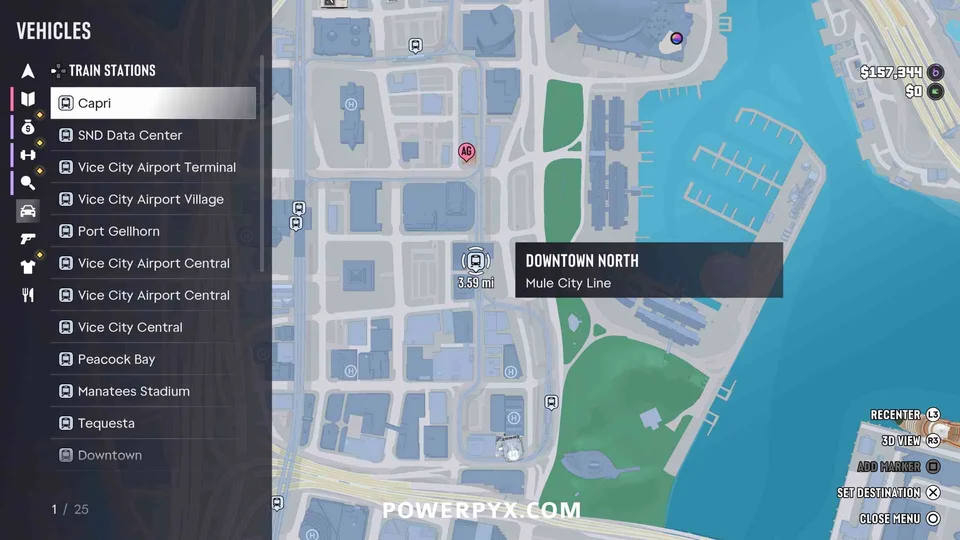 VEHICLES
TRAIN STATIONS
Capri
SND Data Center
Vice City Airport Terminal
Vice City Airport Village
Port Gellhorn
Vice City Airport Central
Vice City Airport Central
Vice City Central
Peacock Bay
Manatees Stadium
Tequesta
Downtown
1 / 25
H
AG
3.59 mi
DOWNTOWN NORTH
Mule City Line
H
H
H
H
$157,344
$0
RECENTER L3
3D VIEW R3
ADD MARKER
SET DESTINATION
CLOSE MENU
POWERPYX.COM